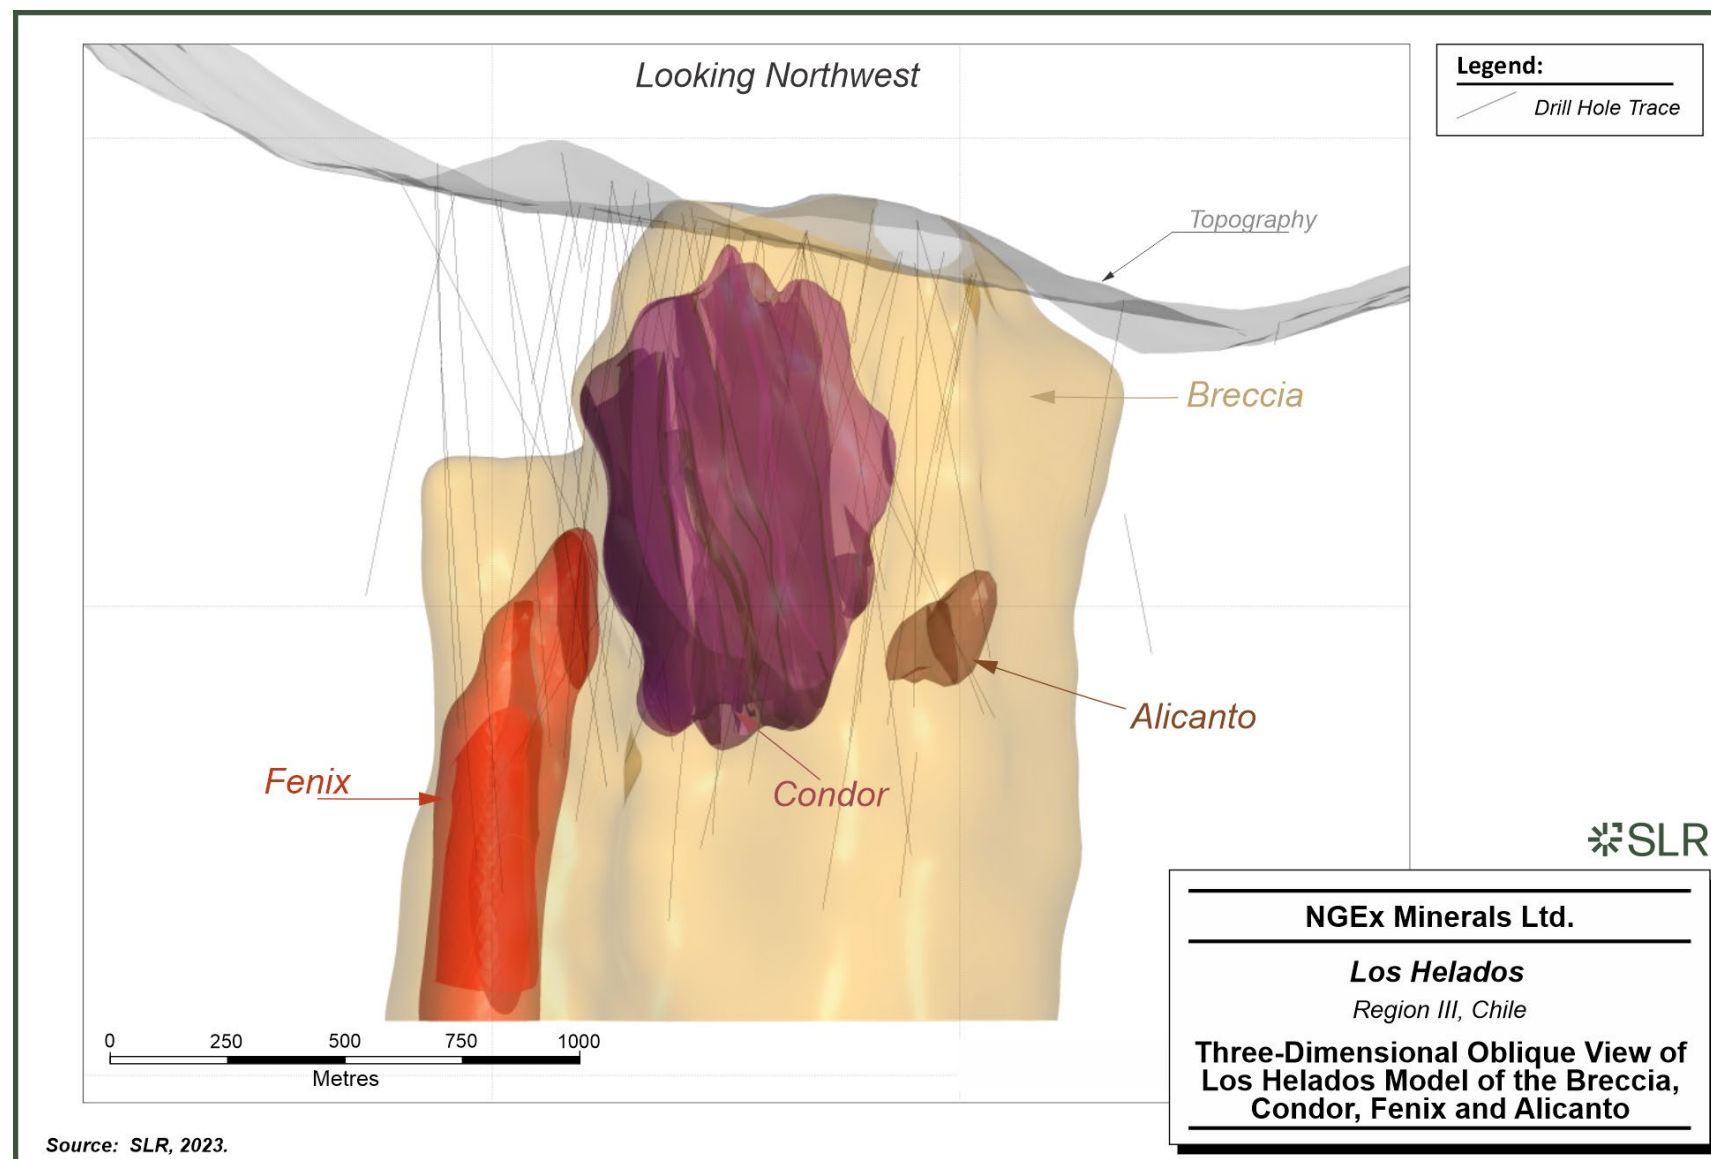 Looking Northwest
Legend:
Drill Hole Trace
Topography
Breccia
Alicanto
Fenix
Condor
SLR
0 250 500 750 1000
Metres
NGEx Minerals Ltd.
Los Helados
Region III, Chile
Three-Dimensional Oblique View of
Los Helados Model of the Breccia,
Condor, Fenix and Alicanto
Source: SLR, 2023.